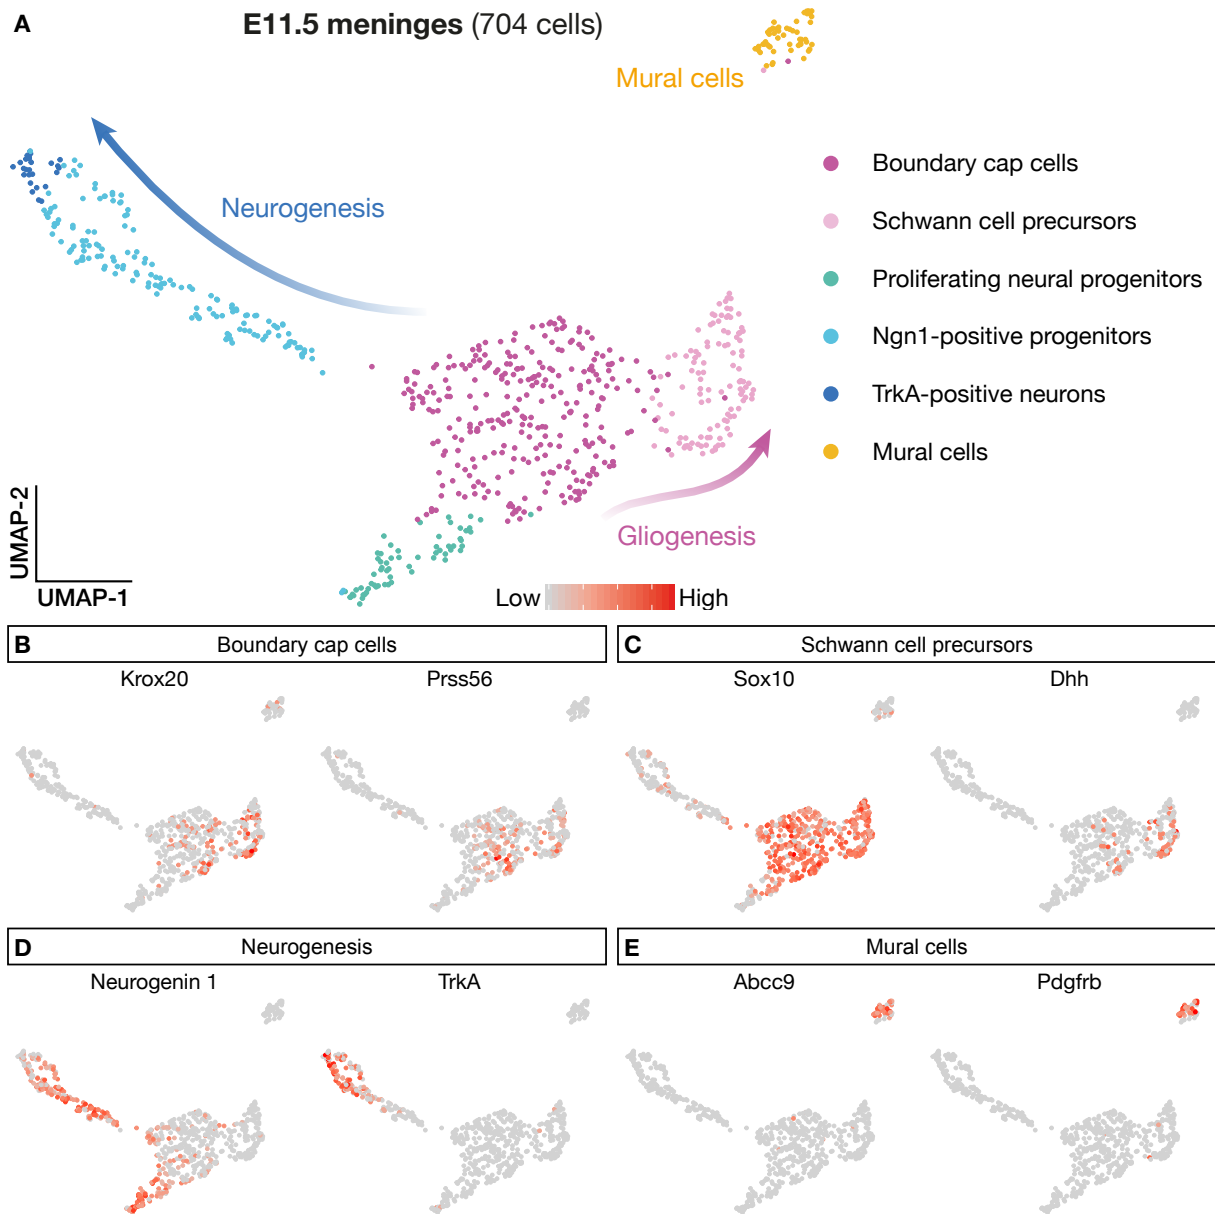 A
E11.5 meninges (704 cells)
Mural cells
Neurogenesis
Boundary cap cells
Schwann cell precursors
Proliferating neural progenitors
Ngn1-positive progenitors
TrkA-positive neurons
Mural cells
Gliogenesis
UMAP-2
UMAP-1
Low High
B Boundary cap cells
Krox20 Prss56
C Schwann cell precursors
Sox10 Dhh
D Neurogenesis
Neurogenin 1 TrkA
E Mural cells
Abcc9 Pdgfrb